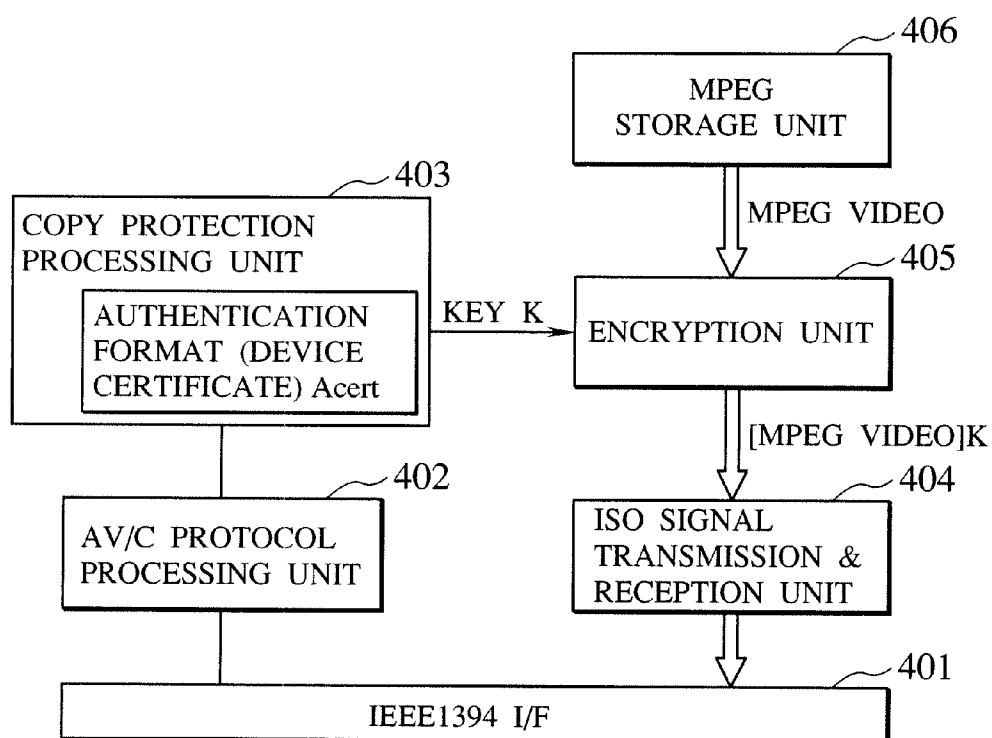 406
MPEG
STORAGE UNIT
403
MPEG VIDEO
COPY PROTECTION
PROCESSING UNIT
405
AUTHENTICATION
FORMAT (DEVICE
CERTIFICATE) Acert
KEY K
ENCRYPTION UNIT
[MPEG VIDEO]K
402
404
AV/C PROTOCOL
PROCESSING UNIT
ISO SIGNAL
TRANSMISSION &
RECEPTION UNIT
401
IEEE1394 I/F